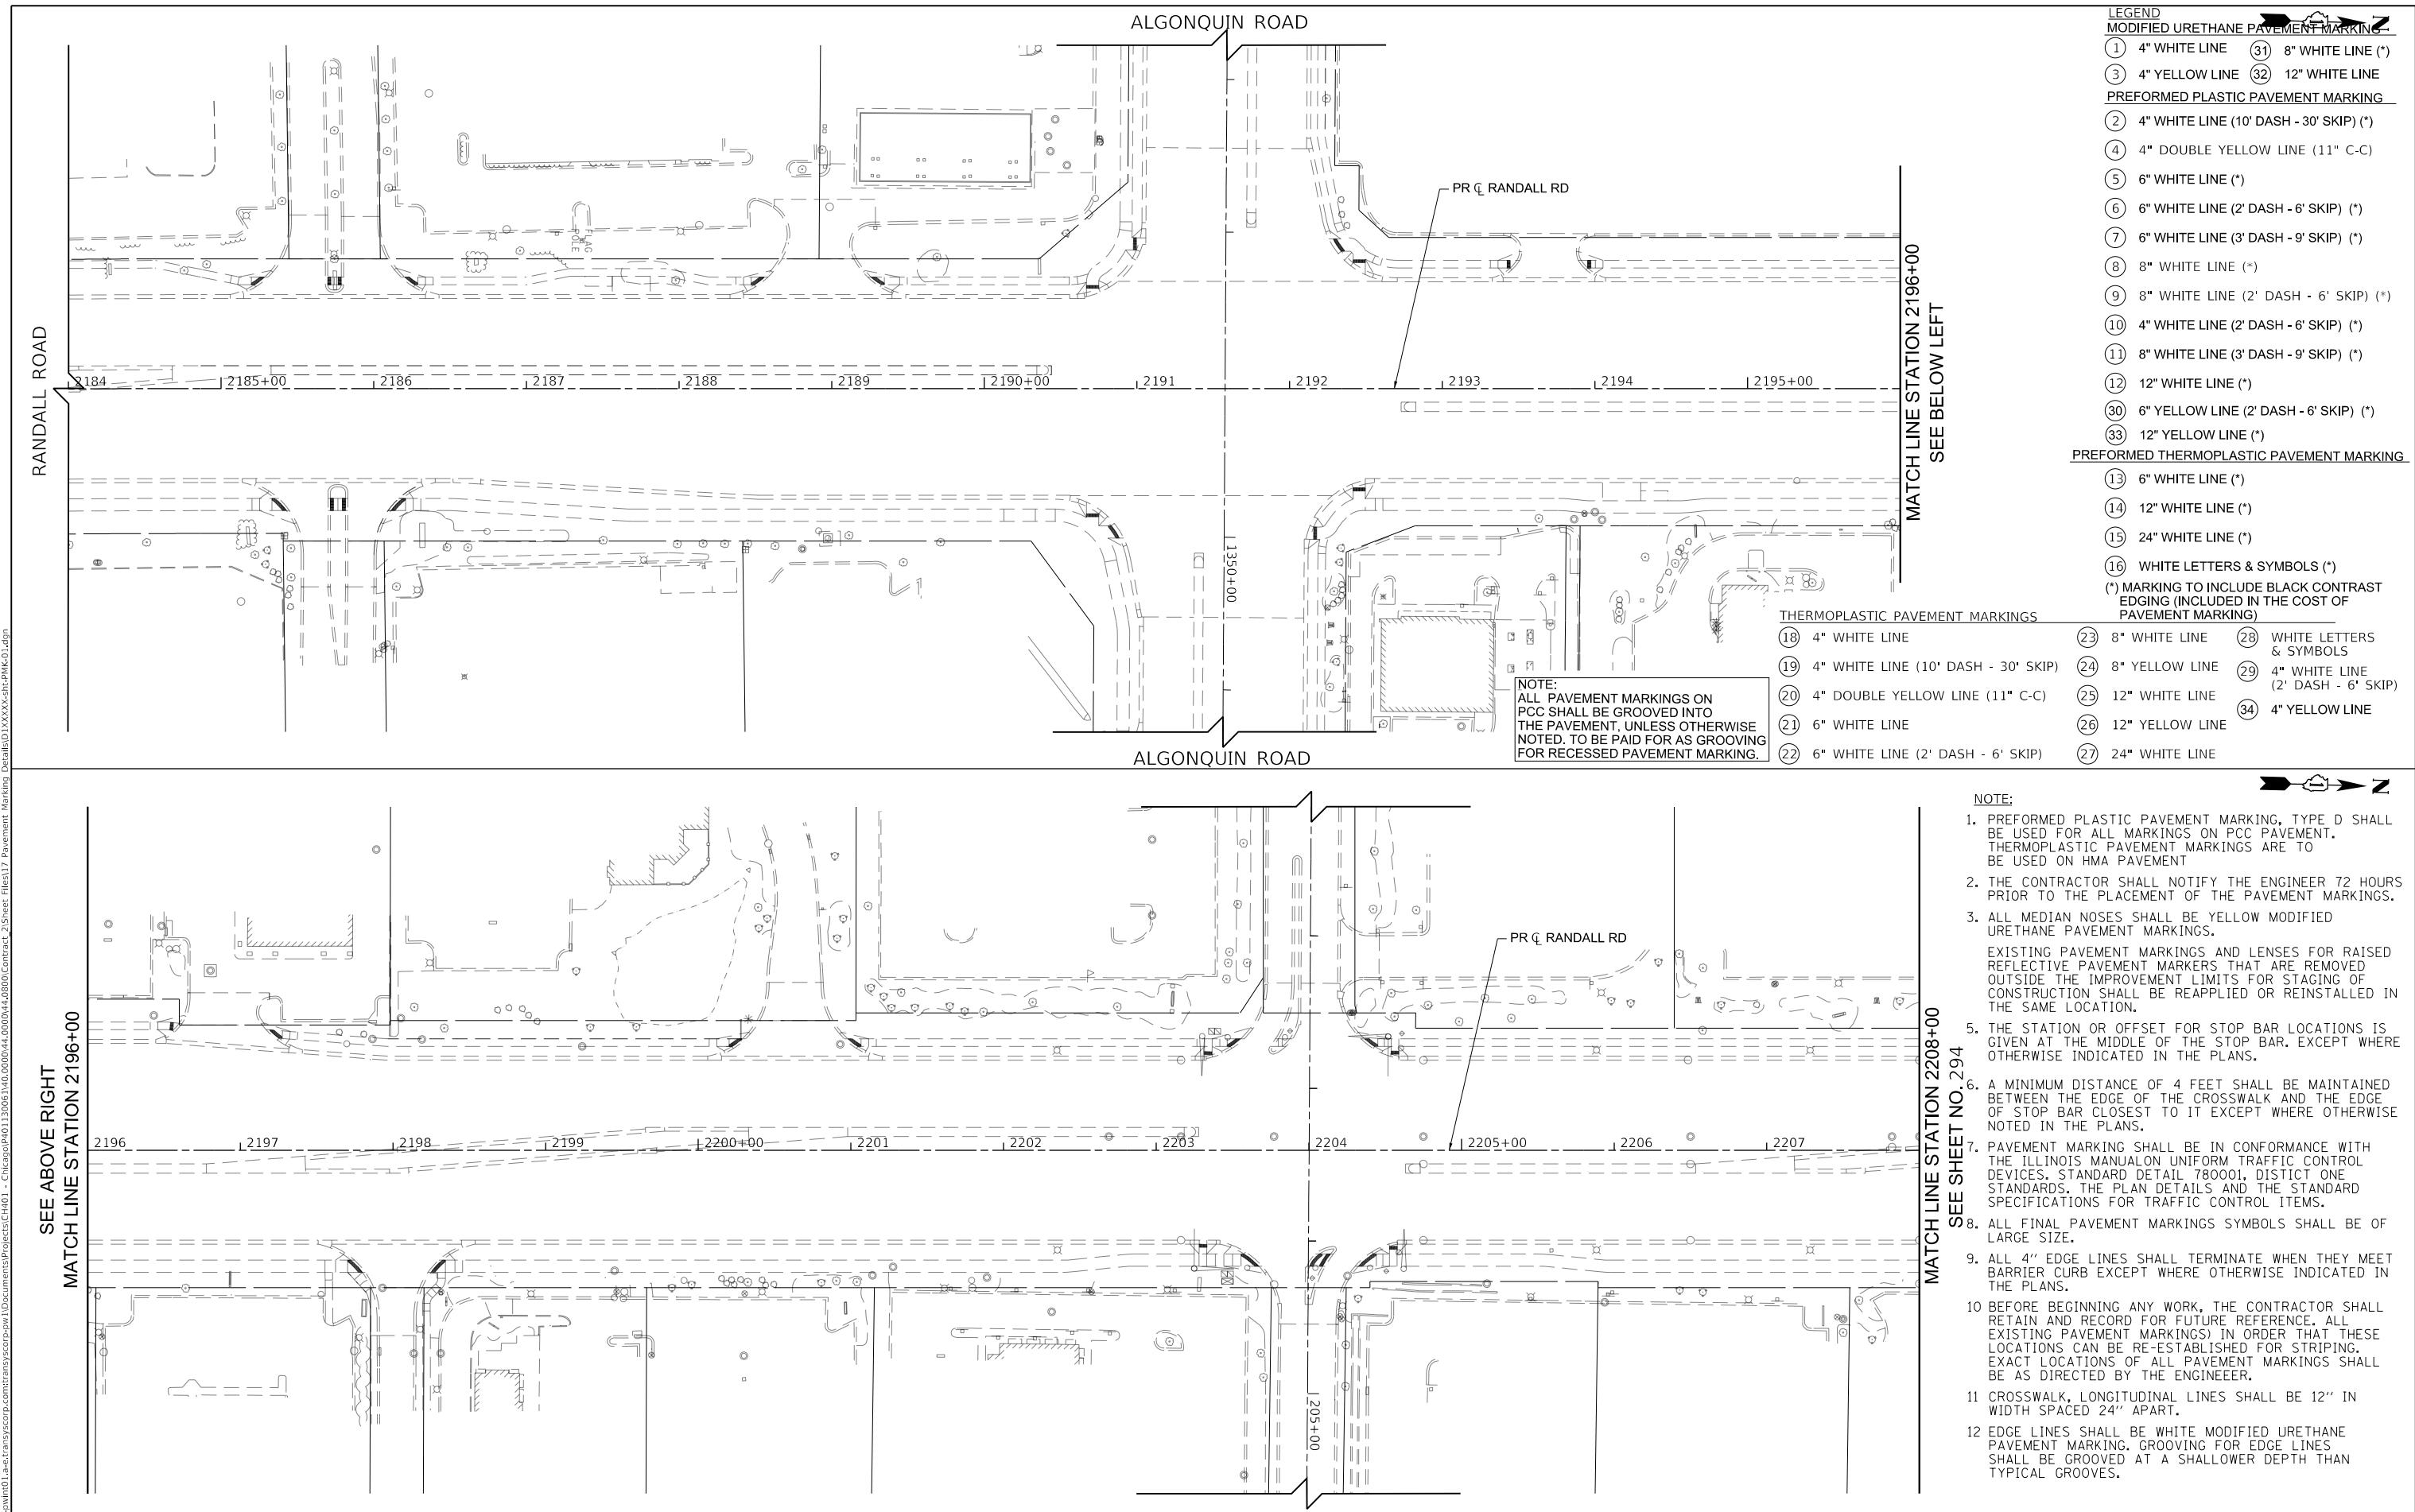 ALGONQUIN ROAD
RANDALL ROAD
PR ℄ RANDALL RD
2184
2185+00
2186
2187
2188
2189
2190+00
2191
2192
2193
2194
2195+00
1350+00
FLAG
POLE
MATCH LINE STATION 2196+00
SEE BELOW LEFT
ALGONQUIN ROAD
LEGEND
N
MODIFIED URETHANE PAVEMENT MARKING
1 4" WHITE LINE 31 8" WHITE LINE (*)
3 4" YELLOW LINE 32 12" WHITE LINE
PREFORMED PLASTIC PAVEMENT MARKING
2 4" WHITE LINE (10' DASH - 30' SKIP) (*)
4 4" DOUBLE YELLOW LINE (11" C-C)
5 6" WHITE LINE (*)
6 6" WHITE LINE (2' DASH - 6' SKIP) (*)
7 6" WHITE LINE (3' DASH - 9' SKIP) (*)
8 8" WHITE LINE (*)
9 8" WHITE LINE (2' DASH - 6' SKIP) (*)
10 4" WHITE LINE (2' DASH - 6' SKIP) (*)
11 8" WHITE LINE (3' DASH - 9' SKIP) (*)
12 12" WHITE LINE (*)
30 6" YELLOW LINE (2' DASH - 6' SKIP) (*)
33 12" YELLOW LINE (*)
PREFORMED THERMOPLASTIC PAVEMENT MARKING
13 6" WHITE LINE (*)
14 12" WHITE LINE (*)
15 24" WHITE LINE (*)
16 WHITE LETTERS & SYMBOLS (*)
(*) MARKING TO INCLUDE BLACK CONTRAST
EDGING (INCLUDED IN THE COST OF
PAVEMENT MARKING)
THERMOPLASTIC PAVEMENT MARKINGS
18 4" WHITE LINE
19 4" WHITE LINE (10' DASH - 30' SKIP)
20 4" DOUBLE YELLOW LINE (11" C-C)
21 6" WHITE LINE
22 6" WHITE LINE (2' DASH - 6' SKIP)
23 8" WHITE LINE
24 8" YELLOW LINE
25 12" WHITE LINE
26 12" YELLOW LINE
27 24" WHITE LINE
28 WHITE LETTERS
& SYMBOLS
29 4" WHITE LINE
(2' DASH - 6' SKIP)
34 4" YELLOW LINE
NOTE:
ALL PAVEMENT MARKINGS ON
PCC SHALL BE GROOVED INTO
THE PAVEMENT, UNLESS OTHERWISE
NOTED. TO BE PAID FOR AS GROOVING
FOR RECESSED PAVEMENT MARKING.
SEE ABOVE RIGHT
MATCH LINE STATION 2196+00
2196
2197
2198
2199
2200+00
2201
2202
2203
2204
2205+00
2206
2207
205+00
PR ℄ RANDALL RD
MATCH LINE STATION 2208+00
SEE SHEET NO. 294
N
NOTE:
1. PREFORMED PLASTIC PAVEMENT MARKING, TYPE D SHALL
BE USED FOR ALL MARKINGS ON PCC PAVEMENT.
THERMOPLASTIC PAVEMENT MARKINGS ARE TO
BE USED ON HMA PAVEMENT
2. THE CONTRACTOR SHALL NOTIFY THE ENGINEER 72 HOURS
PRIOR TO THE PLACEMENT OF THE PAVEMENT MARKINGS.
3. ALL MEDIAN NOSES SHALL BE YELLOW MODIFIED
URETHANE PAVEMENT MARKINGS.
EXISTING PAVEMENT MARKINGS AND LENSES FOR RAISED
REFLECTIVE PAVEMENT MARKERS THAT ARE REMOVED
OUTSIDE THE IMPROVEMENT LIMITS FOR STAGING OF
CONSTRUCTION SHALL BE REAPPLIED OR REINSTALLED IN
THE SAME LOCATION.
5. THE STATION OR OFFSET FOR STOP BAR LOCATIONS IS
GIVEN AT THE MIDDLE OF THE STOP BAR. EXCEPT WHERE
OTHERWISE INDICATED IN THE PLANS.
6. A MINIMUM DISTANCE OF 4 FEET SHALL BE MAINTAINED
BETWEEN THE EDGE OF THE CROSSWALK AND THE EDGE
OF STOP BAR CLOSEST TO IT EXCEPT WHERE OTHERWISE
NOTED IN THE PLANS.
7. PAVEMENT MARKING SHALL BE IN CONFORMANCE WITH
THE ILLINOIS MANUALON UNIFORM TRAFFIC CONTROL
DEVICES. STANDARD DETAIL 780001, DISTICT ONE
STANDARDS. THE PLAN DETAILS AND THE STANDARD
SPECIFICATIONS FOR TRAFFIC CONTROL ITEMS.
8. ALL FINAL PAVEMENT MARKINGS SYMBOLS SHALL BE OF
LARGE SIZE.
9. ALL 4'' EDGE LINES SHALL TERMINATE WHEN THEY MEET
BARRIER CURB EXCEPT WHERE OTHERWISE INDICATED IN
THE PLANS.
10 BEFORE BEGINNING ANY WORK, THE CONTRACTOR SHALL
RETAIN AND RECORD FOR FUTURE REFERENCE. ALL
EXISTING PAVEMENT MARKINGS) IN ORDER THAT THESE
LOCATIONS CAN BE RE-ESTABLISHED FOR STRIPING.
EXACT LOCATIONS OF ALL PAVEMENT MARKINGS SHALL
BE AS DIRECTED BY THE ENGINEEER.
11 CROSSWALK, LONGITUDINAL LINES SHALL BE 12'' IN
WIDTH SPACED 24'' APART.
12 EDGE LINES SHALL BE WHITE MODIFIED URETHANE
PAVEMENT MARKING. GROOVING FOR EDGE LINES
SHALL BE GROOVED AT A SHALLOWER DEPTH THAN
TYPICAL GROOVES.